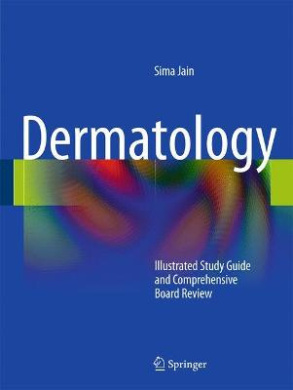 Sima Jain
Dermatology
Illustrated Study Guide
and Comprehensive
Board Review
Springer